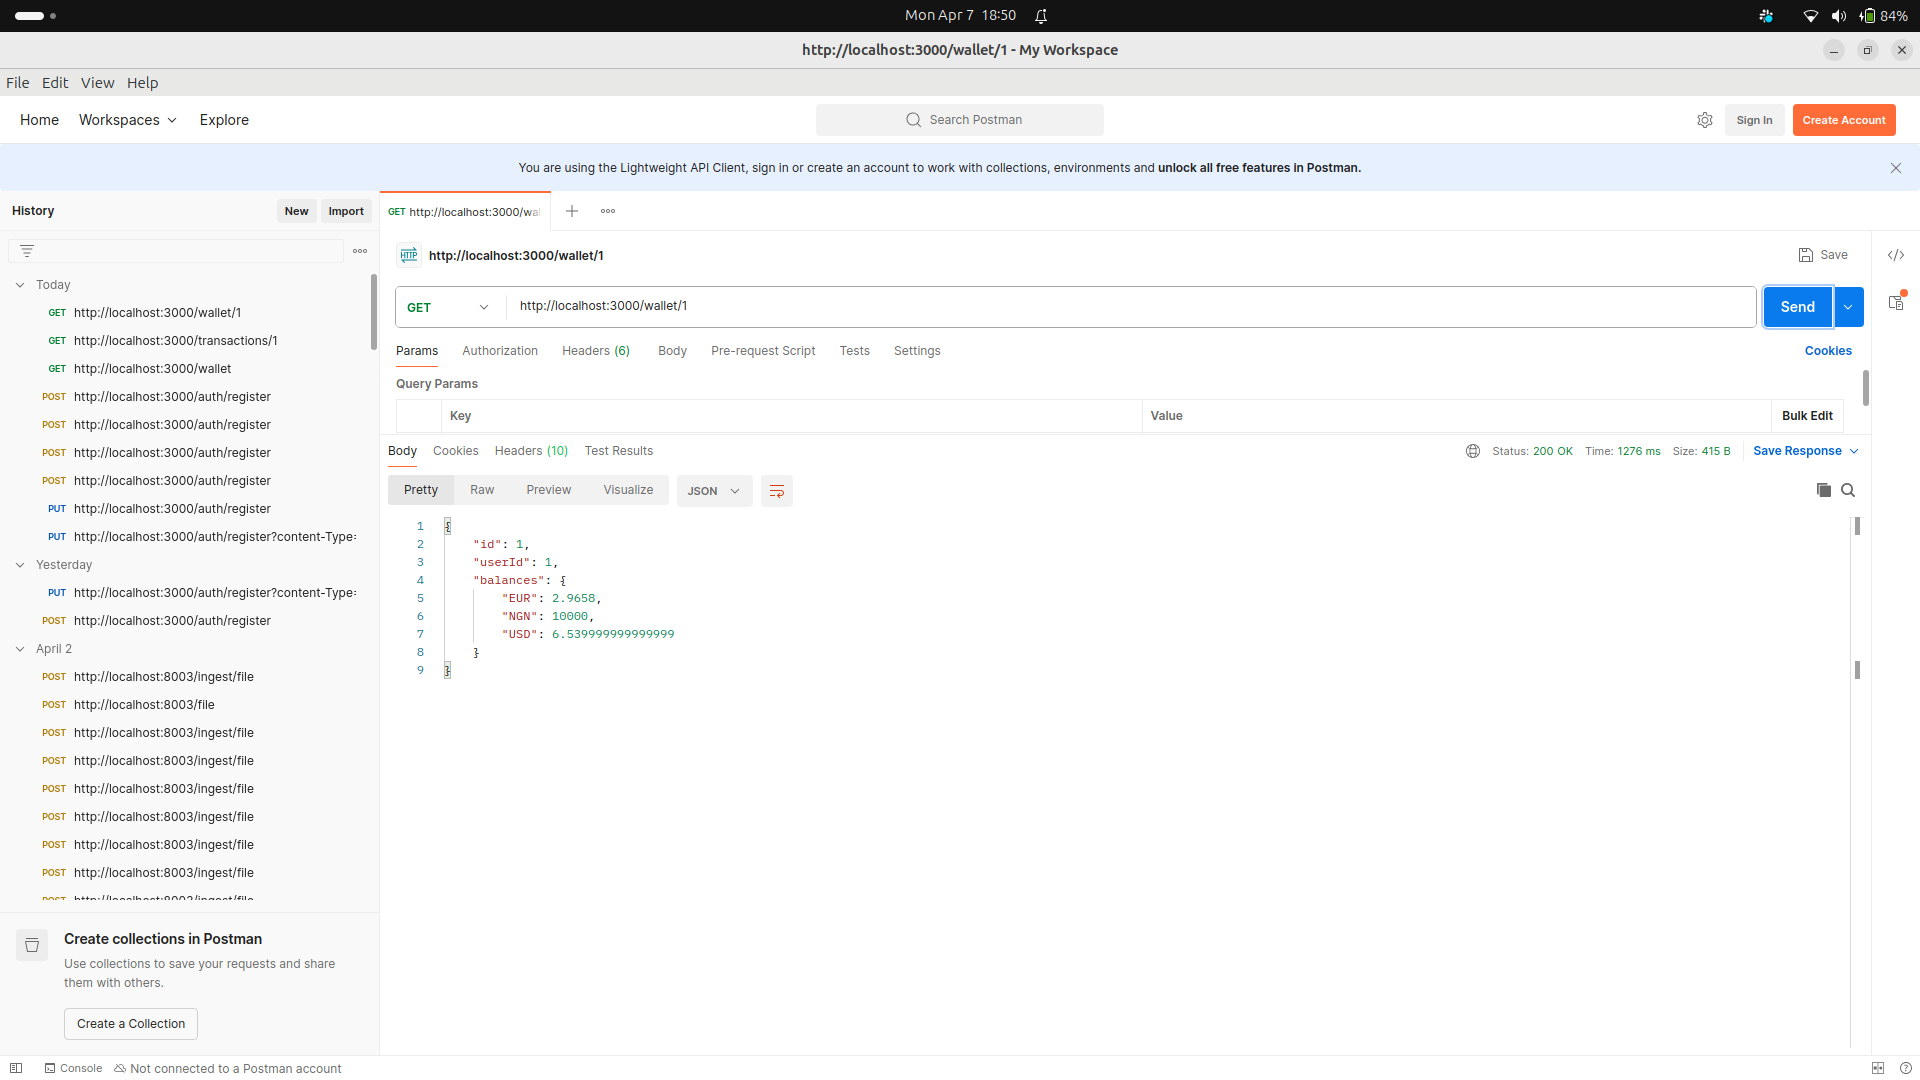 Mon Apr 7 18:50
84%
http://localhost:3000/wallet/1 - My Workspace
File Edit View Help
Home Workspaces Explore
Search Postman
Sign In
Create Account
You are using the Lightweight API Client, sign in or create an account to work with collections, environments and unlock all free features in Postman.
History
New
Import
Today
GET http://localhost:3000/wallet/1
GET http://localhost:3000/transactions/1
GET http://localhost:3000/wallet
POST http://localhost:3000/auth/register
POST http://localhost:3000/auth/register
POST http://localhost:3000/auth/register
POST http://localhost:3000/auth/register
PUT http://localhost:3000/auth/register
PUT http://localhost:3000/auth/register?content-Type=
Yesterday
PUT http://localhost:3000/auth/register?content-Type=
POST http://localhost:3000/auth/register
April 2
POST http://localhost:8003/ingest/file
POST http://localhost:8003/file
POST http://localhost:8003/ingest/file
POST http://localhost:8003/ingest/file
POST http://localhost:8003/ingest/file
POST http://localhost:8003/ingest/file
POST http://localhost:8003/ingest/file
POST http://localhost:8003/ingest/file
POST http://localhost:8003/ingest/file
Create collections in Postman
Use collections to save your requests and share
them with others.
Create a Collection
GET http://localhost:3000/wal
HTTP http://localhost:3000/wallet/1
Save
GET http://localhost:3000/wallet/1
Send
Params Authorization Headers (6) Body Pre-request Script Tests Settings
Cookies
Query Params
Key Value Bulk Edit
Body Cookies Headers (10) Test Results
Status: 200 OK Time: 1276 ms Size: 415 B
Save Response
Pretty Raw Preview Visualize JSON
1 {
2 "id": 1,
3 "userId": 1,
4 "balances": {
5 "EUR": 2.9658,
6 "NGN": 10000,
7 "USD": 6.539999999999999
8 }
9 }
Console Not connected to a Postman account